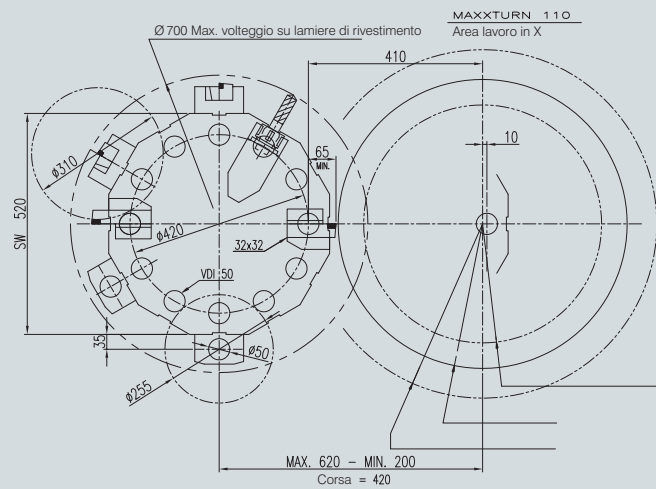 MAXXTURN 110
Area lavoro in X
Ø 700 Max. volteggio su lamiere di rivestimento
410
10
65
MIN.
Ø310
SW 520
Ø420
32x32
VDI 50
35
Ø50
Ø255
MAX. 620 – MIN. 200
Corsa = 420